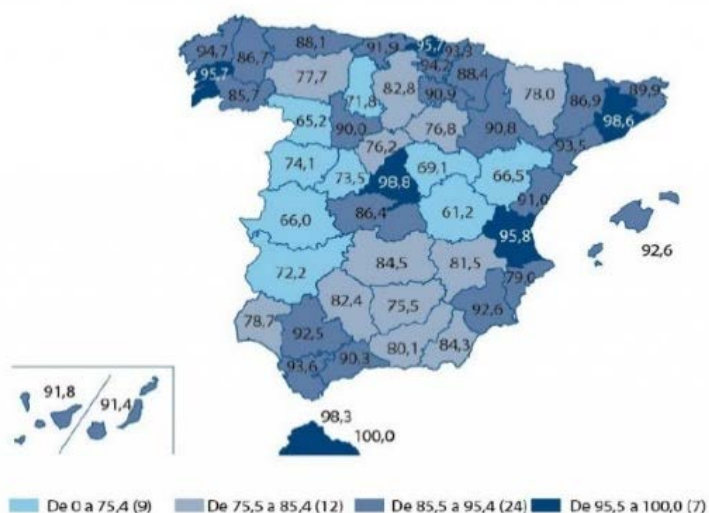 88,1 91,9 95,7 93,3
94,7 86,7 94,2 88,4
95,7 77,7 82,8 90,9 78,0 86,9 89,9
85,7 71,8 98,6
65,2 90,0 76,8 90,8 93,5
76,2
74,1 73,5 98,8 69,1 66,5
91,0
66,0 86,4 61,2 95,8
92,6
72,2 84,5 81,5 79,0
82,4 75,5 92,6
78,7 92,5
80,1 84,3
93,6 90,3
91,8 91,4
98,3
100,0
De 0 a 75,4 (9) De 75,5 a 85,4 (12) De 85,5 a 95,4 (24) De 95,5 a 100,0 (7)